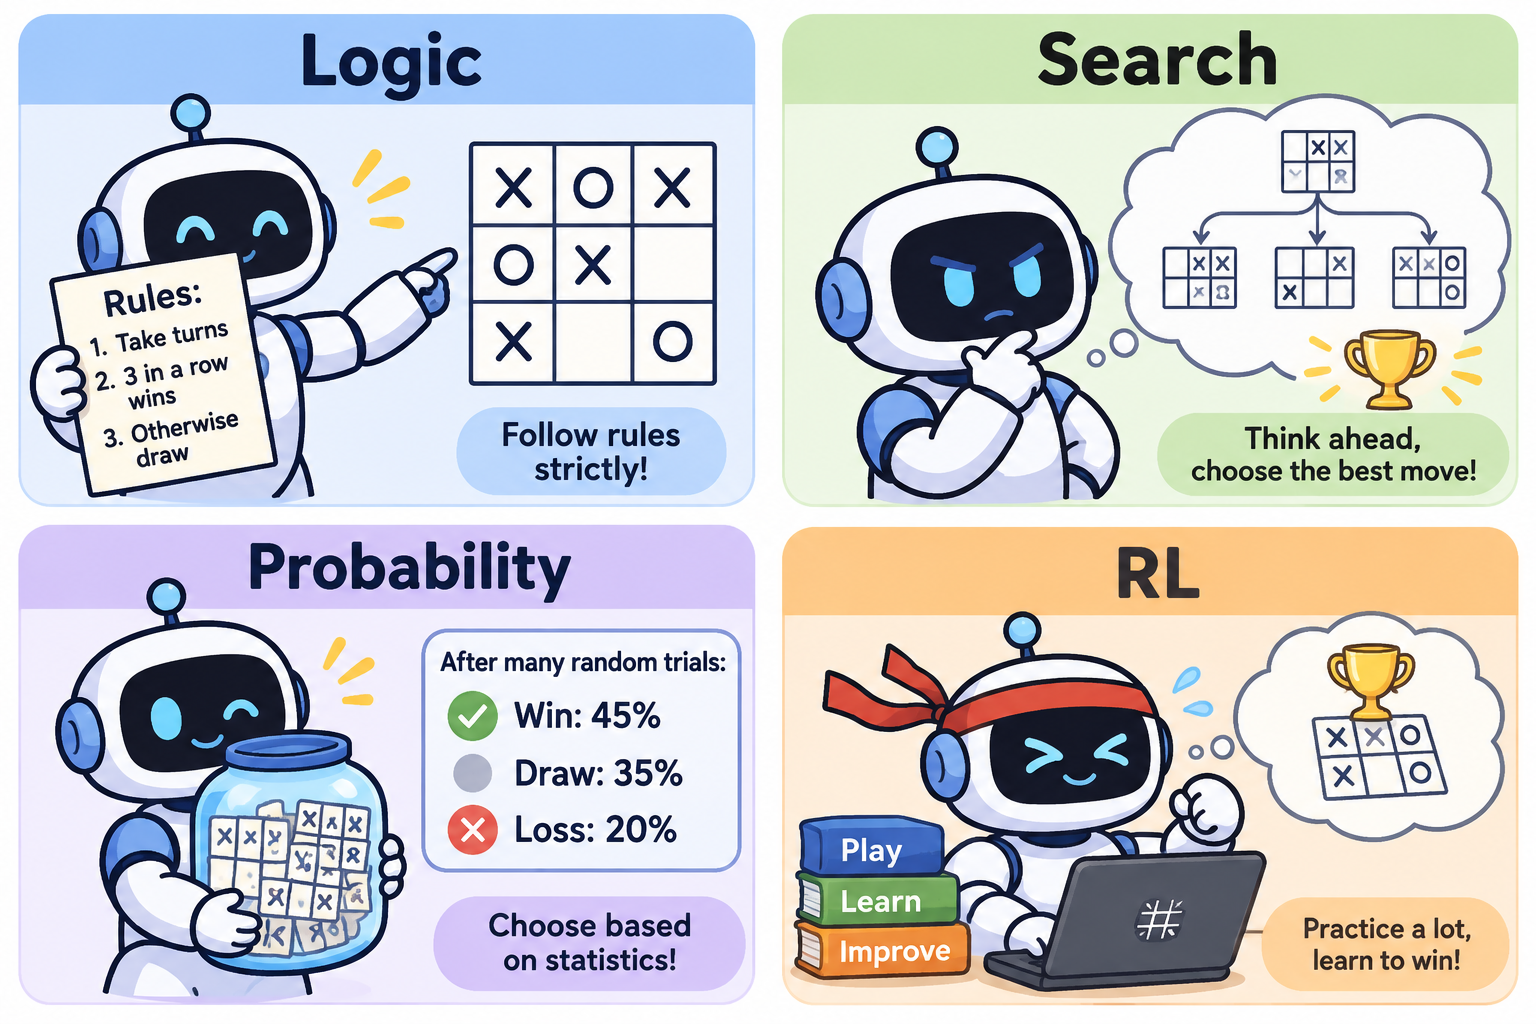 Logic
Rules:
1. Take turns
2. 3 in a row
wins
3. Otherwise
draw
X O X
O X
X O
Follow rules
strictly!
Search
X X
X X
X
X
X X O
O
X X
X
Think ahead,
choose the best move!
Probability
After many random trials:
Win: 45%
Draw: 35%
Loss: 20%
X X X
X X X
X X
Choose based
on statistics!
RL
X X O
X O
Play
Learn
Improve
Practice a lot,
learn to win!